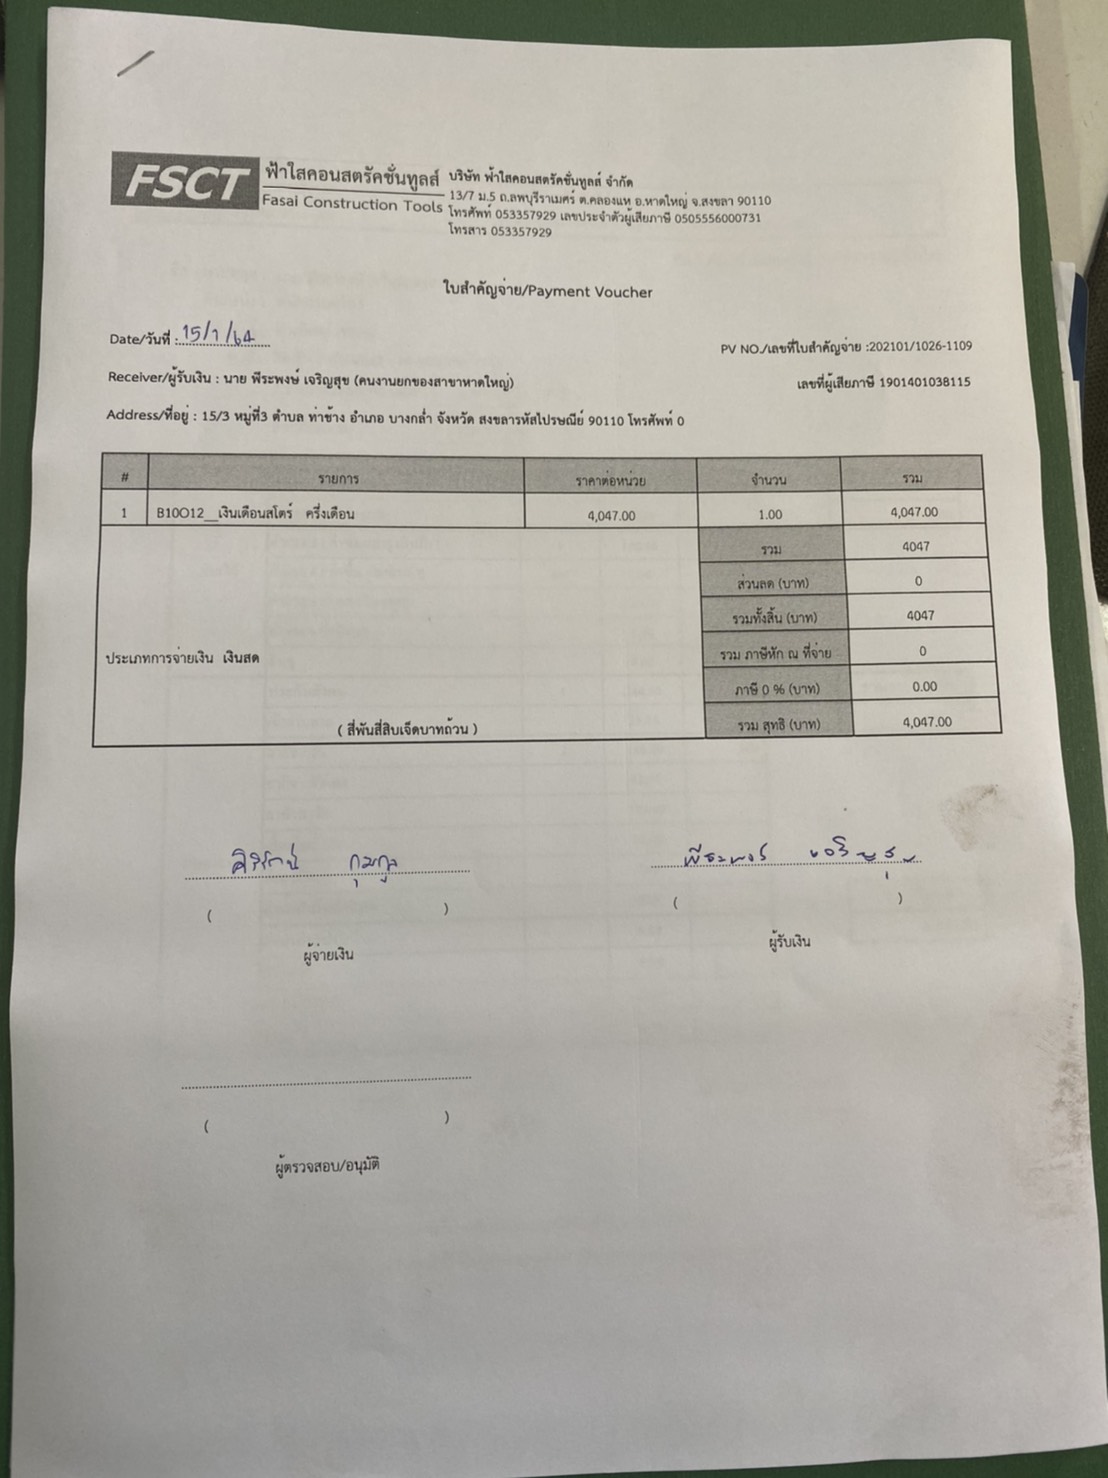 FSCT
ฟ้าใสคอนสตรัคชั่นทูลส์
Fasai Construction Tools
บริษัท ฟ้าใสคอนสตรัคชั่นทูลส์ จำกัด
13/7 ม.5 ถ.ลพบุรีราเมศร์ ต.คลองแห อ.หาดใหญ่ จ.สงขลา 90110
โทรศัพท์ 053357929 เลขประจำตัวผู้เสียภาษี 0505556000731
โทรสาร 053357929
ใบสำคัญจ่าย/Payment Voucher
Date/วันที่ : 15/1/64
PV NO./เลขที่ใบสำคัญจ่าย :202101/1026-1109
Receiver/ผู้รับเงิน : นาย พีระพงษ์ เจริญสุข (คนงานยกของสาขาหาดใหญ่)
เลขที่ผู้เสียภาษี 1901401038115
Address/ที่อยู่ : 15/3 หมู่ที่3 ตำบล ท่าช้าง อำเภอ บางกล่ำ จังหวัด สงขลารหัสไปรษณีย์ 90110 โทรศัพท์ 0
# รายการ ราคาต่อหน่วย จำนวน รวม
1 B10O12__เงินเดือนสโตร์ ครึ่งเดือน 4,047.00 1.00 4,047.00
รวม 4047
ส่วนลด (บาท) 0
รวมทั้งสิ้น (บาท) 4047
ประเภทการจ่ายเงิน เงินสด
รวม ภาษีหัก ณ ที่จ่าย 0
ภาษี 0 % (บาท) 0.00
( สี่พันสี่สิบเจ็ดบาทถ้วน )
รวม สุทธิ (บาท) 4,047.00
พีระพงษ์ เจริญสุข
( )
( )
ผู้จ่ายเงิน
ผู้รับเงิน
( )
ผู้ตรวจสอบ/อนุมัติ